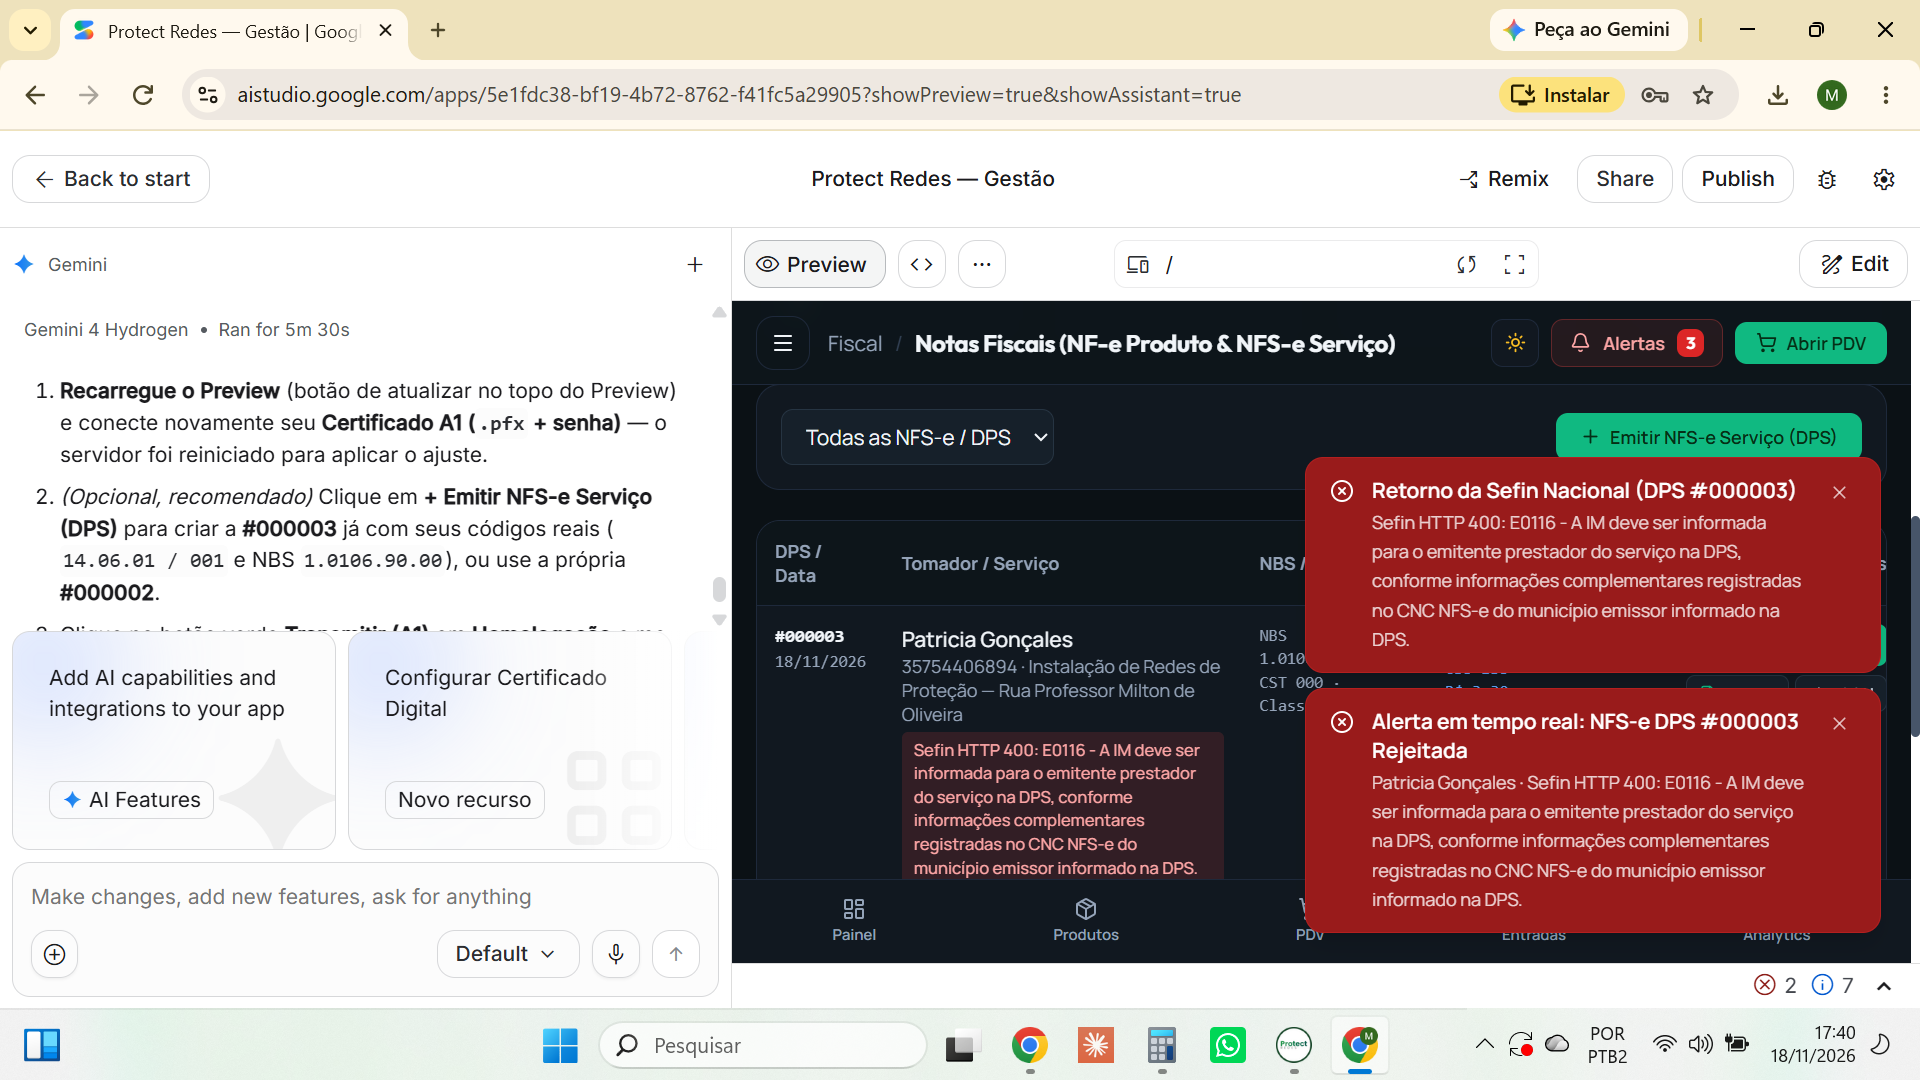 Protect Redes — Gestão | Goog
Peça ao Gemini
aistudio.google.com/apps/5e1fdc38-bf19-4b72-8762-f41fc5a29905?showPreview=true&showAssistant=true
Instalar
M
Back to start
Protect Redes — Gestão
Remix
Share
Publish
Gemini
Preview
/
Edit
Gemini 4 Hydrogen • Ran for 5m 30s
1. Recarregue o Preview (botão de atualizar no topo do Preview)
e conecte novamente seu Certificado A1 (.pfx + senha) — o
servidor foi reiniciado para aplicar o ajuste.
2. (Opcional, recomendado) Clique em + Emitir NFS-e Serviço
(DPS) para criar a #000003 já com seus códigos reais (
14.06.01 / 001 e NBS 1.0106.90.00), ou use a própria
#000002.
Add AI capabilities and
integrations to your app
AI Features
Configurar Certificado
Digital
Novo recurso
Make changes, add new features, ask for anything
Default
Fiscal / Notas Fiscais (NF-e Produto & NFS-e Serviço)
Alertas 3
Abrir PDV
Todas as NFS-e / DPS
+ Emitir NFS-e Serviço (DPS)
DPS /
Data
Tomador / Serviço
NBS /
#000003
18/11/2026
Patricia Gonçales
35754406894 · Instalação de Redes de
Proteção — Rua Professor Milton de
Oliveira
Sefin HTTP 400: E0116 - A IM deve ser
informada para o emitente prestador
do serviço na DPS, conforme
informações complementares
registradas no CNC NFS-e do
município emissor informado na DPS.
NBS
1.010
CST 000 ·
Class
Retorno da Sefin Nacional (DPS #000003)
Sefin HTTP 400: E0116 - A IM deve ser informada
para o emitente prestador do serviço na DPS,
conforme informações complementares registradas
no CNC NFS-e do município emissor informado na
DPS.
Alerta em tempo real: NFS-e DPS #000003
Rejeitada
Patricia Gonçales · Sefin HTTP 400: E0116 - A IM deve
ser informada para o emitente prestador do serviço
na DPS, conforme informações complementares
registradas no CNC NFS-e do município emissor
informado na DPS.
Painel
Produtos
PDV
Entradas
Analytics
2
7
Pesquisar
Protect
M
POR
PTB2
17:40
18/11/2026